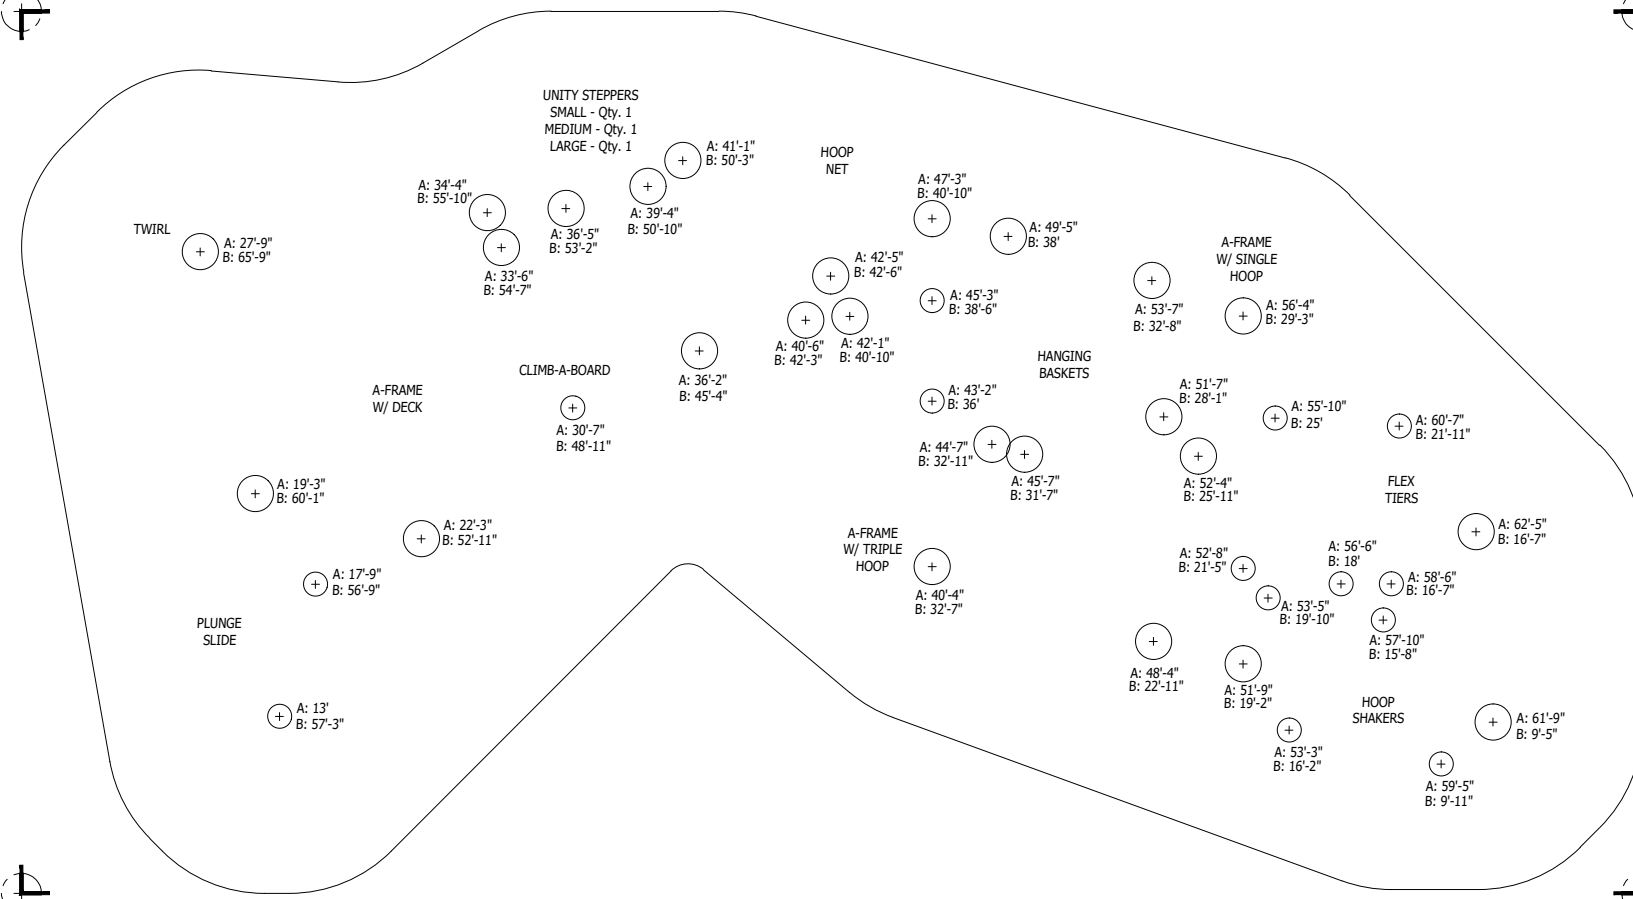 UNITY STEPPERS
SMALL - Qty. 1
MEDIUM - Qty. 1
LARGE - Qty. 1
A: 41'-1"
B: 50'-3"
HOOP
NET
A: 34'-4"
B: 55'-10"
A: 39'-4"
B: 50'-10"
A: 36'-5"
B: 53'-2"
A: 33'-6"
B: 54'-7"
TWIRL
A: 27'-9"
B: 65'-9"
A: 47'-3"
B: 40'-10"
A: 49'-5"
B: 38'
A: 42'-5"
B: 42'-6"
A: 45'-3"
B: 38'-6"
A: 40'-6"
B: 42'-3"
A: 42'-1"
B: 40'-10"
A-FRAME
W/ SINGLE
HOOP
A: 53'-7"
B: 32'-8"
A: 56'-4"
B: 29'-3"
HANGING
BASKETS
CLIMB-A-BOARD
A: 36'-2"
B: 45'-4"
A-FRAME
W/ DECK
A: 30'-7"
B: 48'-11"
A: 43'-2"
B: 36'
A: 51'-7"
B: 28'-1"
A: 55'-10"
B: 25'
A: 60'-7"
B: 21'-11"
A: 44'-7"
B: 32'-11"
A: 45'-7"
B: 31'-7"
A: 52'-4"
B: 25'-11"
FLEX
TIERS
A: 19'-3"
B: 60'-1"
A: 22'-3"
B: 52'-11"
A-FRAME
W/ TRIPLE
HOOP
A: 62'-5"
B: 16'-7"
A: 52'-8"
B: 21'-5"
A: 56'-6"
B: 18'
A: 17'-9"
B: 56'-9"
A: 40'-4"
B: 32'-7"
A: 58'-6"
B: 16'-7"
A: 53'-5"
B: 19'-10"
PLUNGE
SLIDE
A: 57'-10"
B: 15'-8"
A: 48'-4"
B: 22'-11"
A: 51'-9"
B: 19'-2"
HOOP
SHAKERS
A: 13'
B: 57'-3"
A: 61'-9"
B: 9'-5"
A: 53'-3"
B: 16'-2"
A: 59'-5"
B: 9'-11"